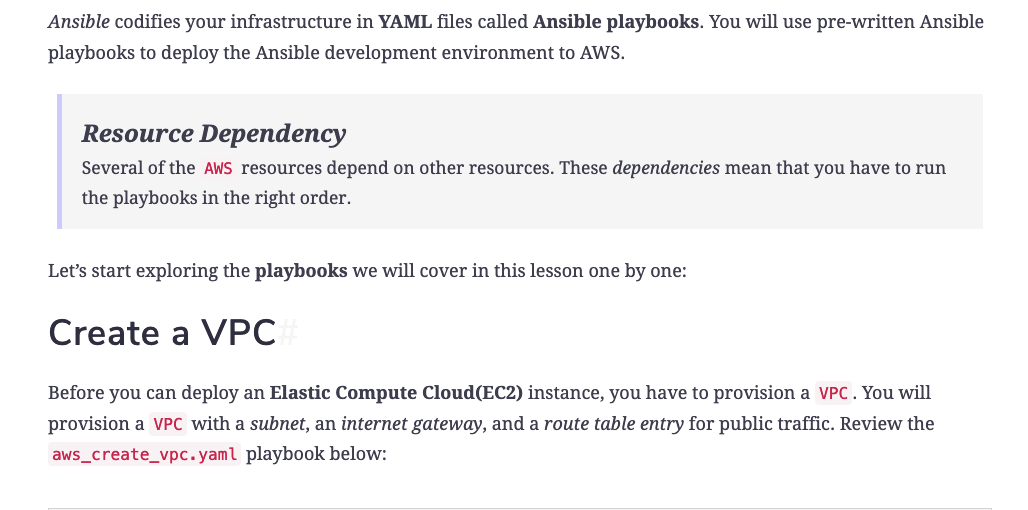 Ansible codifies your infrastructure in YAML files called Ansible playbooks. You will use pre-written Ansible
playbooks to deploy the Ansible development environment to AWS.
Resource Dependency
Several of the AWS resources depend on other resources. These dependencies mean that you have to run
the playbooks in the right order.
Let’s start exploring the playbooks we will cover in this lesson one by one:
Create a VPC#
Before you can deploy an Elastic Compute Cloud(EC2) instance, you have to provision a VPC. You will
provision a VPC with a subnet, an internet gateway, and a route table entry for public traffic. Review the
aws_create_vpc.yaml playbook below: